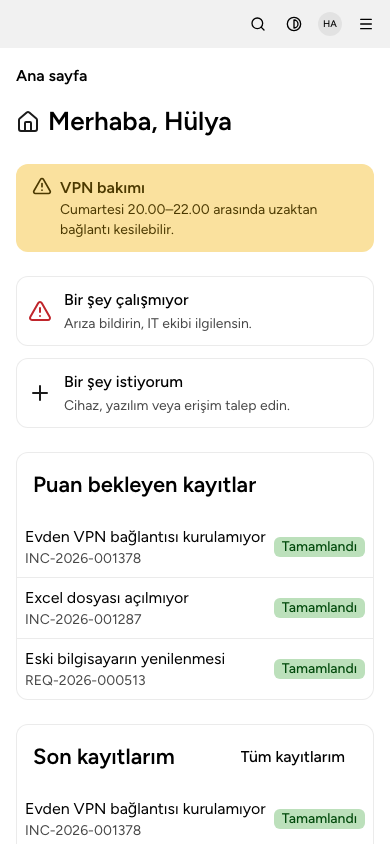 HA
Ana sayfa
Merhaba, Hülya
VPN bakımı
Cumartesi 20.00–22.00 arasında uzaktan
bağlantı kesilebilir.
Bir şey çalışmıyor
Arıza bildirin, IT ekibi ilgilensin.
Bir şey istiyorum
Cihaz, yazılım veya erişim talep edin.
Puan bekleyen kayıtlar
Evden VPN bağlantısı kurulamıyor
INC-2026-001378
Tamamlandı
Excel dosyası açılmıyor
INC-2026-001287
Tamamlandı
Eski bilgisayarın yenilenmesi
REQ-2026-000513
Tamamlandı
Son kayıtlarım
Tüm kayıtlarım
Evden VPN bağlantısı kurulamıyor
INC-2026-001378
Tamamlandı